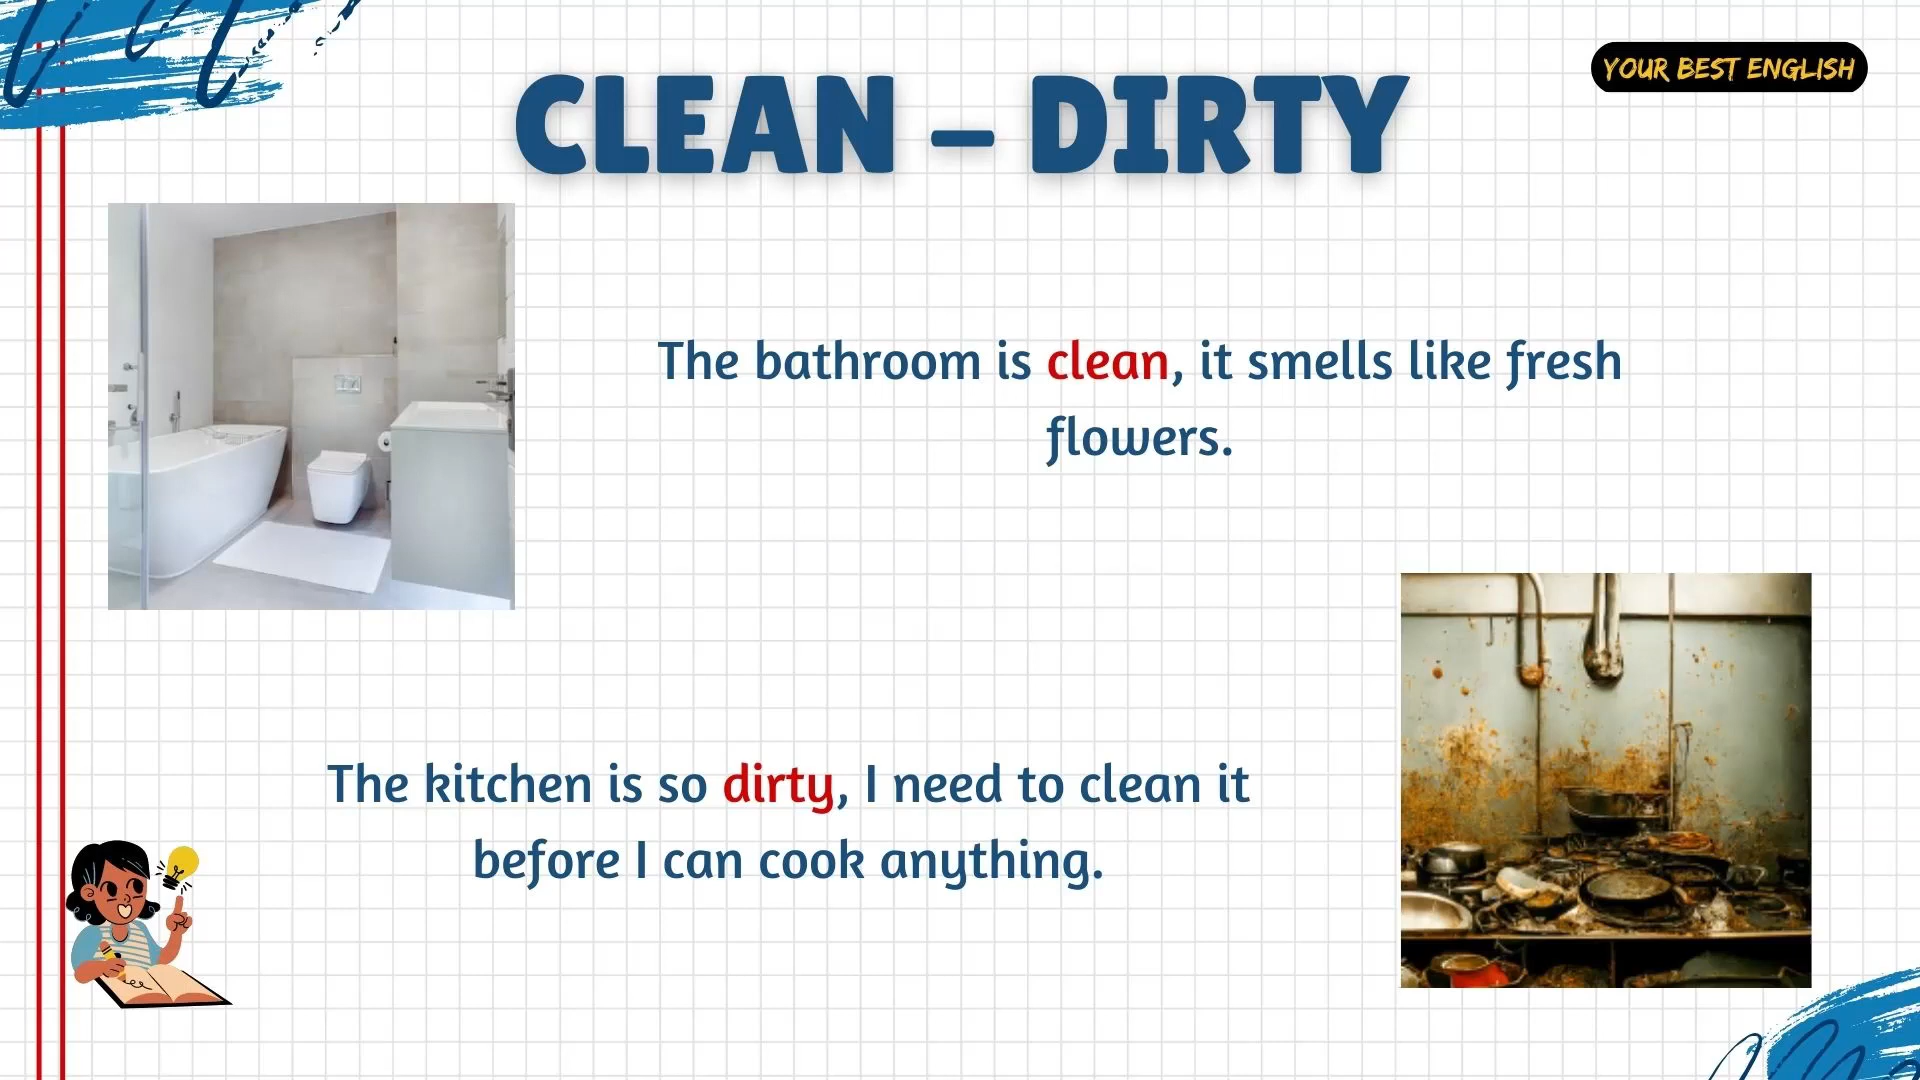 CLEAN – DIRTY
YOUR BEST ENGLISH
The bathroom is clean, it smells like fresh
flowers.
The kitchen is so dirty, I need to clean it
before I can cook anything.